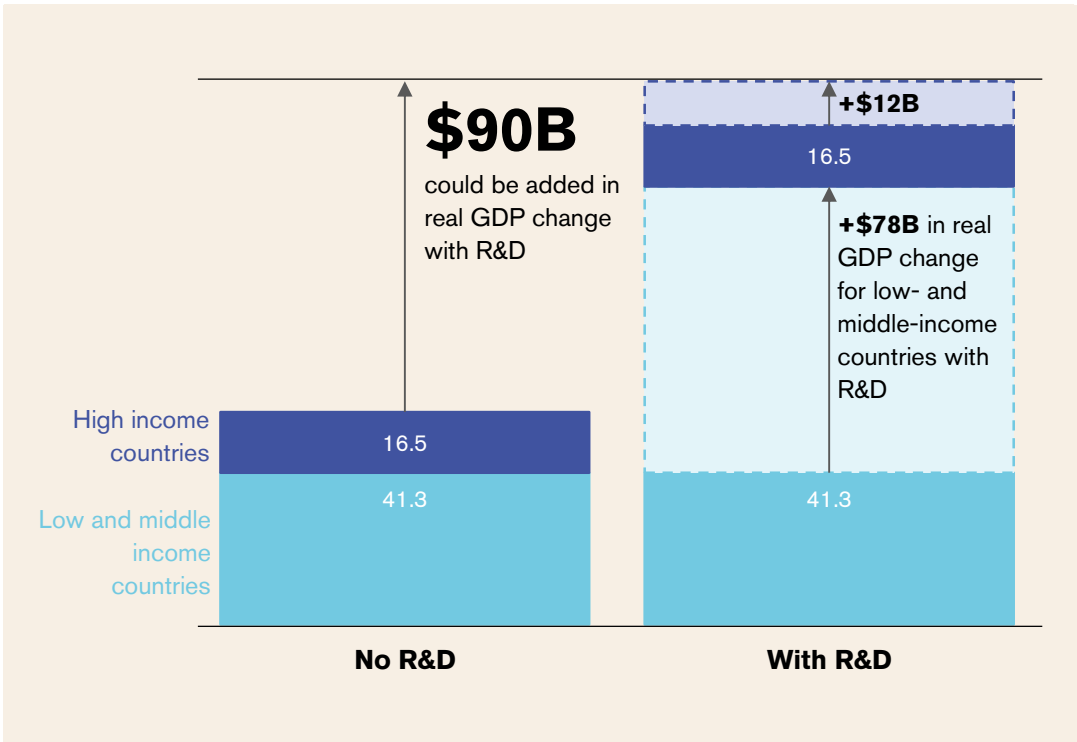 $90B
could be added in
real GDP change
with R&D
+$12B
16.5
+$78B in real
GDP change
for low- and
middle-income
countries with
R&D
High income
countries
16.5
41.3
41.3
Low and middle
income
countries
No R&D
With R&D